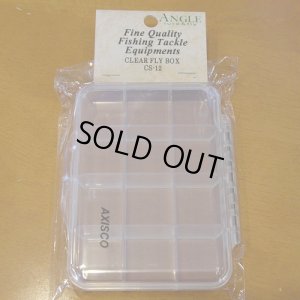 ANGLE
Fine Quality
Fishing Tackle
Equipments
CLEAR FLY BOX
CS-12
SOLD OUT
AXISCO